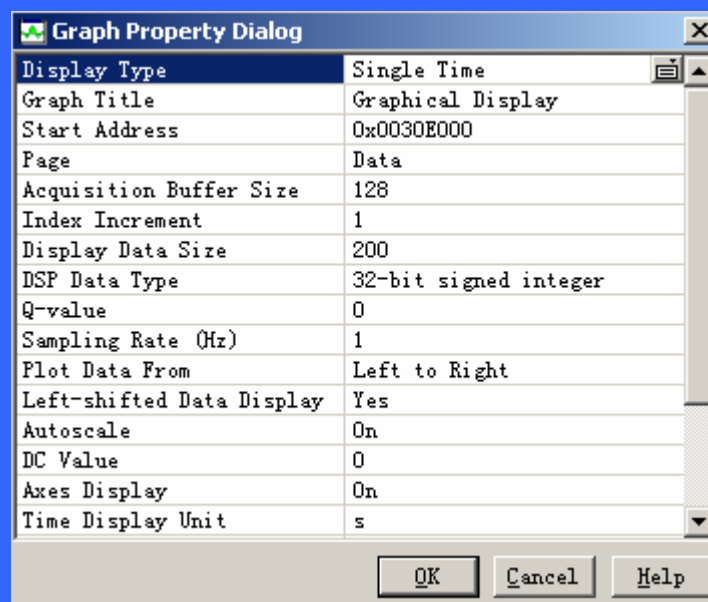 Graph Property Dialog
Display Type Single Time
Graph Title Graphical Display
Start Address 0x0030E000
Page Data
Acquisition Buffer Size 128
Index Increment 1
Display Data Size 200
DSP Data Type 32-bit signed integer
Q-value 0
Sampling Rate (Hz) 1
Plot Data From Left to Right
Left-shifted Data Display Yes
Autoscale On
DC Value 0
Axes Display On
Time Display Unit s
OK Cancel Help